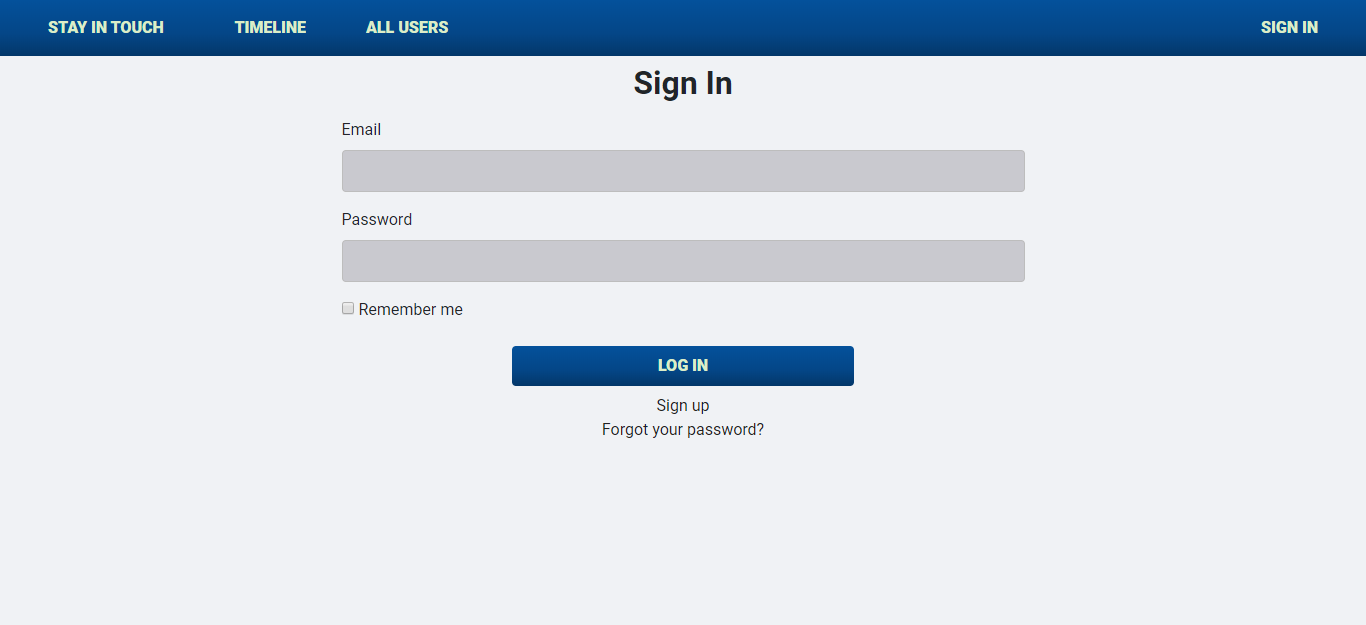 STAY IN TOUCH TIMELINE ALL USERS SIGN IN
Sign In
Email
Password
Remember me
LOG IN
Sign up
Forgot your password?